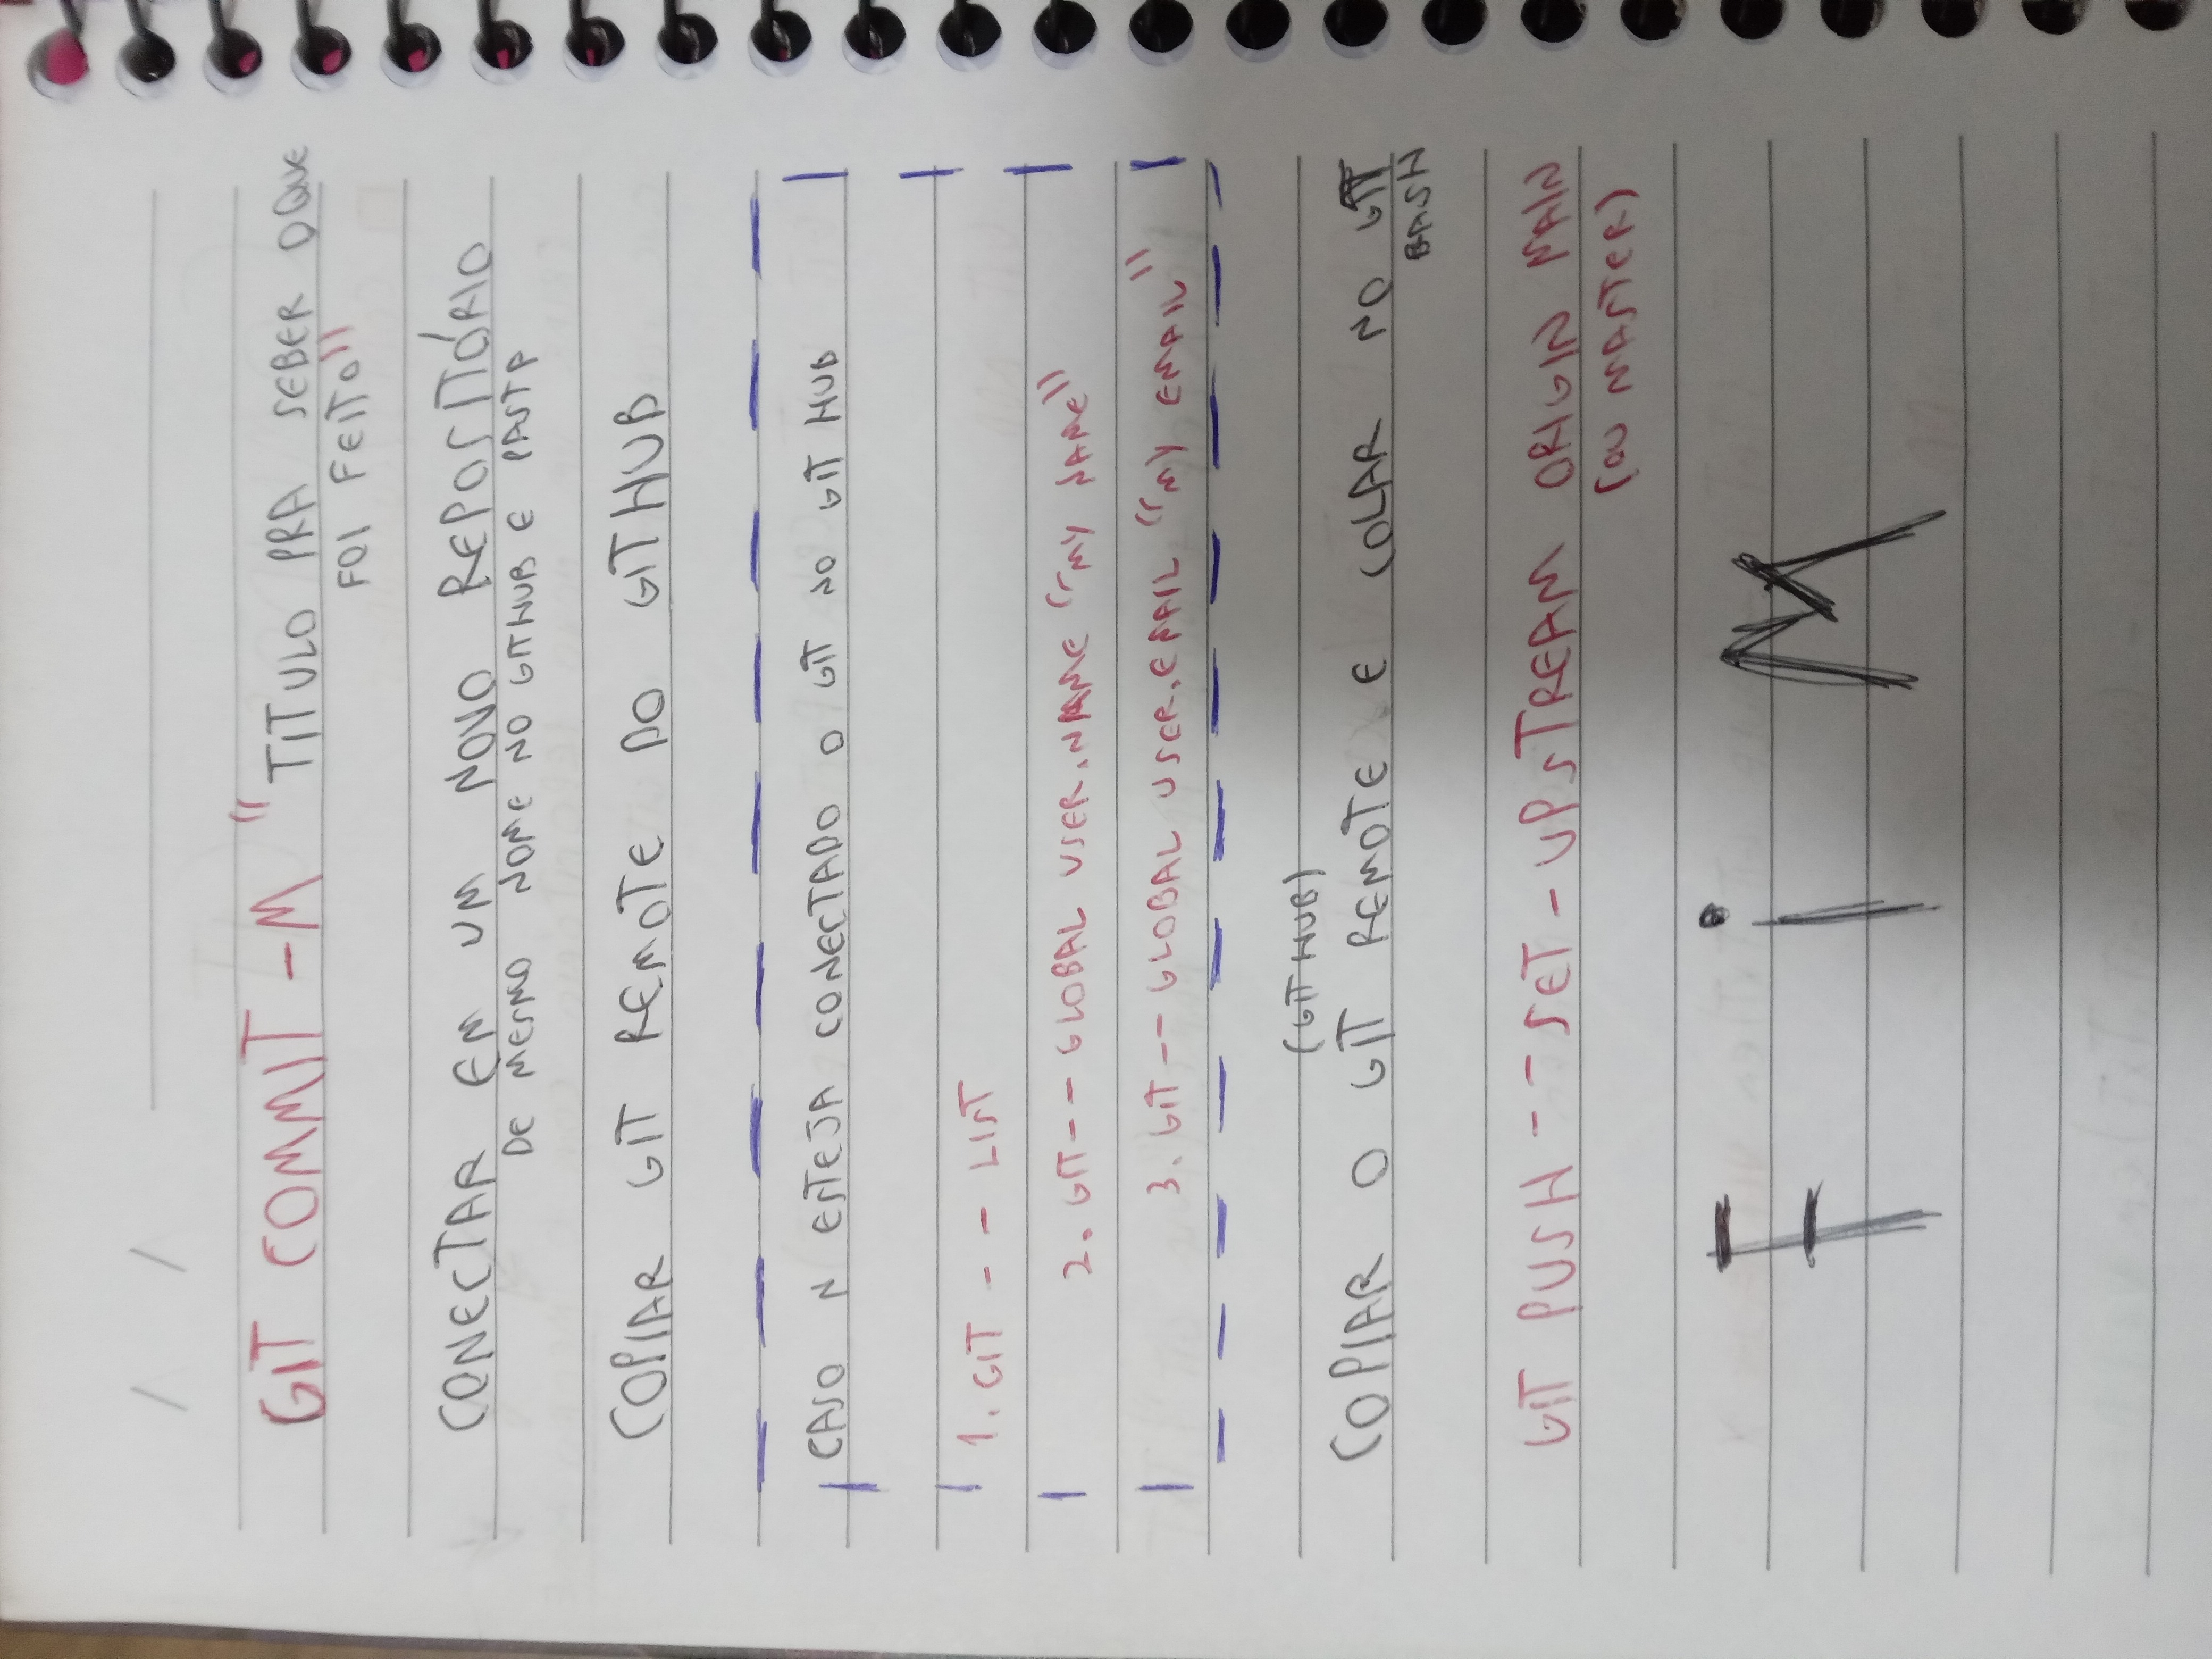 / /
GIT COMMIT -M "TITULO PRA SEBER OQUE
FOI FEITO"
CONECTAR EM UM NOVO REPOSITÓRIO
DE MESMO NOME NO GITHUB E PASTA
COPIAR GIT REMOTE DO GITHUB
CASO N ESTEJA CONECTADO O GIT NO GIT HUB
1. GIT -- LIST
2. GIT -- GLOBAL USER.NAME "MY NAME"
3. GIT -- GLOBAL USER.EMAIL "MY EMAIL"
(GIT HUB)
COPIAR O GIT REMOTE E COLAR NO GIT
BASH
GIT PUSH --SET-UPSTREAM ORIGIN MAIN
(OU MASTER)
FiM